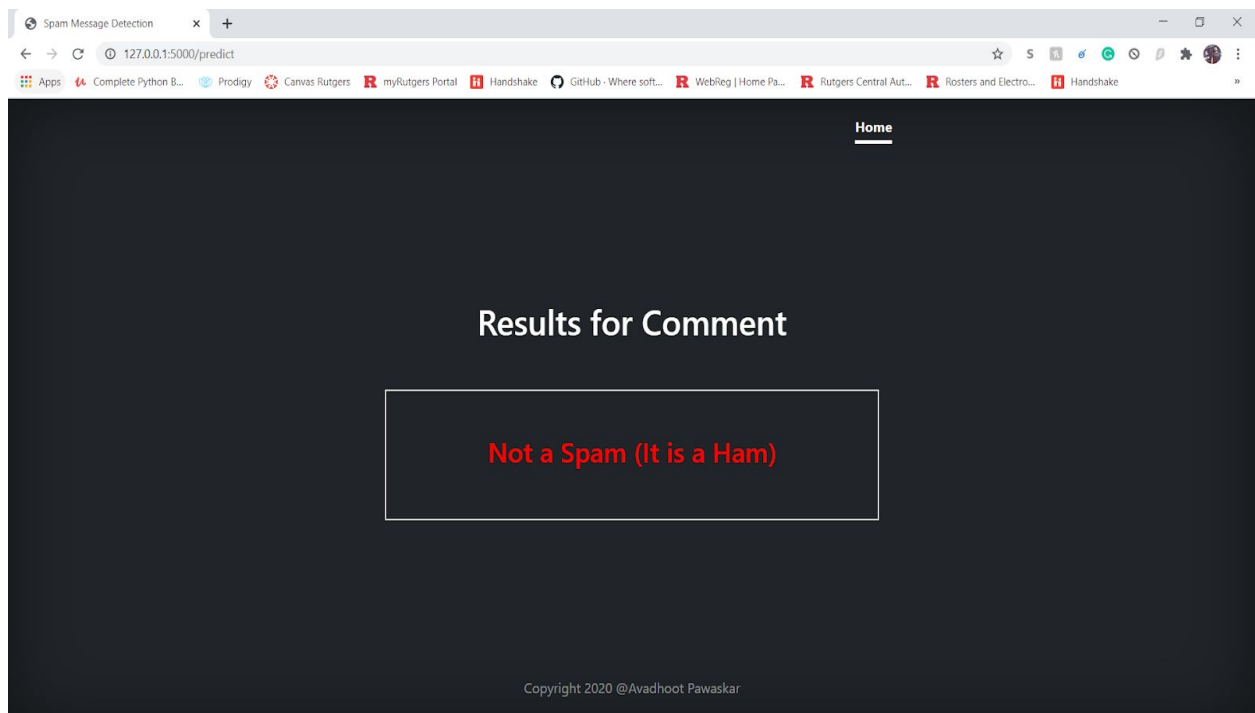 Spam Message Detection
127.0.0.1:5000/predict
Apps Complete Python B... Prodigy Canvas Rutgers myRutgers Portal Handshake GitHub · Where soft... WebReg | Home Pa... Rutgers Central Aut... Rosters and Electro... Handshake
Home
Results for Comment
Not a Spam (It is a Ham)
Copyright 2020 @Avadhoot Pawaskar